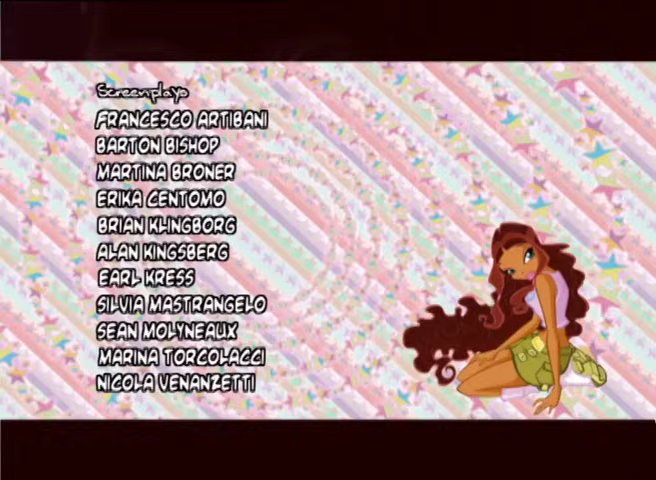 Screenplays
FRANCESCO ARTIBANI
BARTON BISHOP
MARTINA BRONER
ERIKA CENTOMO
BRIAN KLINGBORG
ALAN KINGSBERG
EARL KRESS
SILVIA MASTRANGELO
SEAN MOLYNEAUX
MARINA TORCOLACCI
NICOLA VENANZETTI